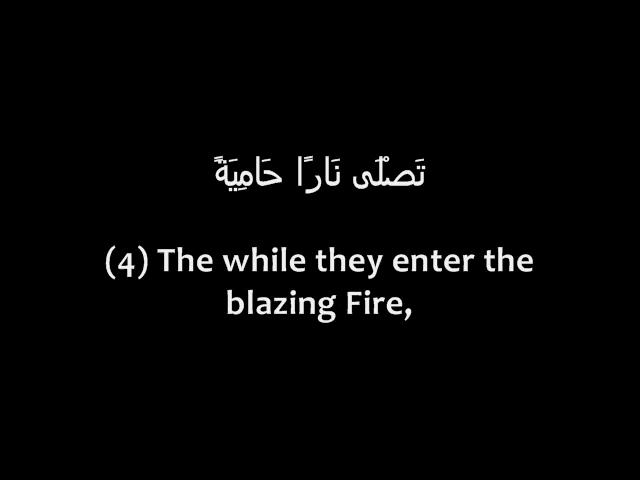 تَصْلَى نَارًا حَامِيَةً
(4) The while they enter the
blazing Fire,